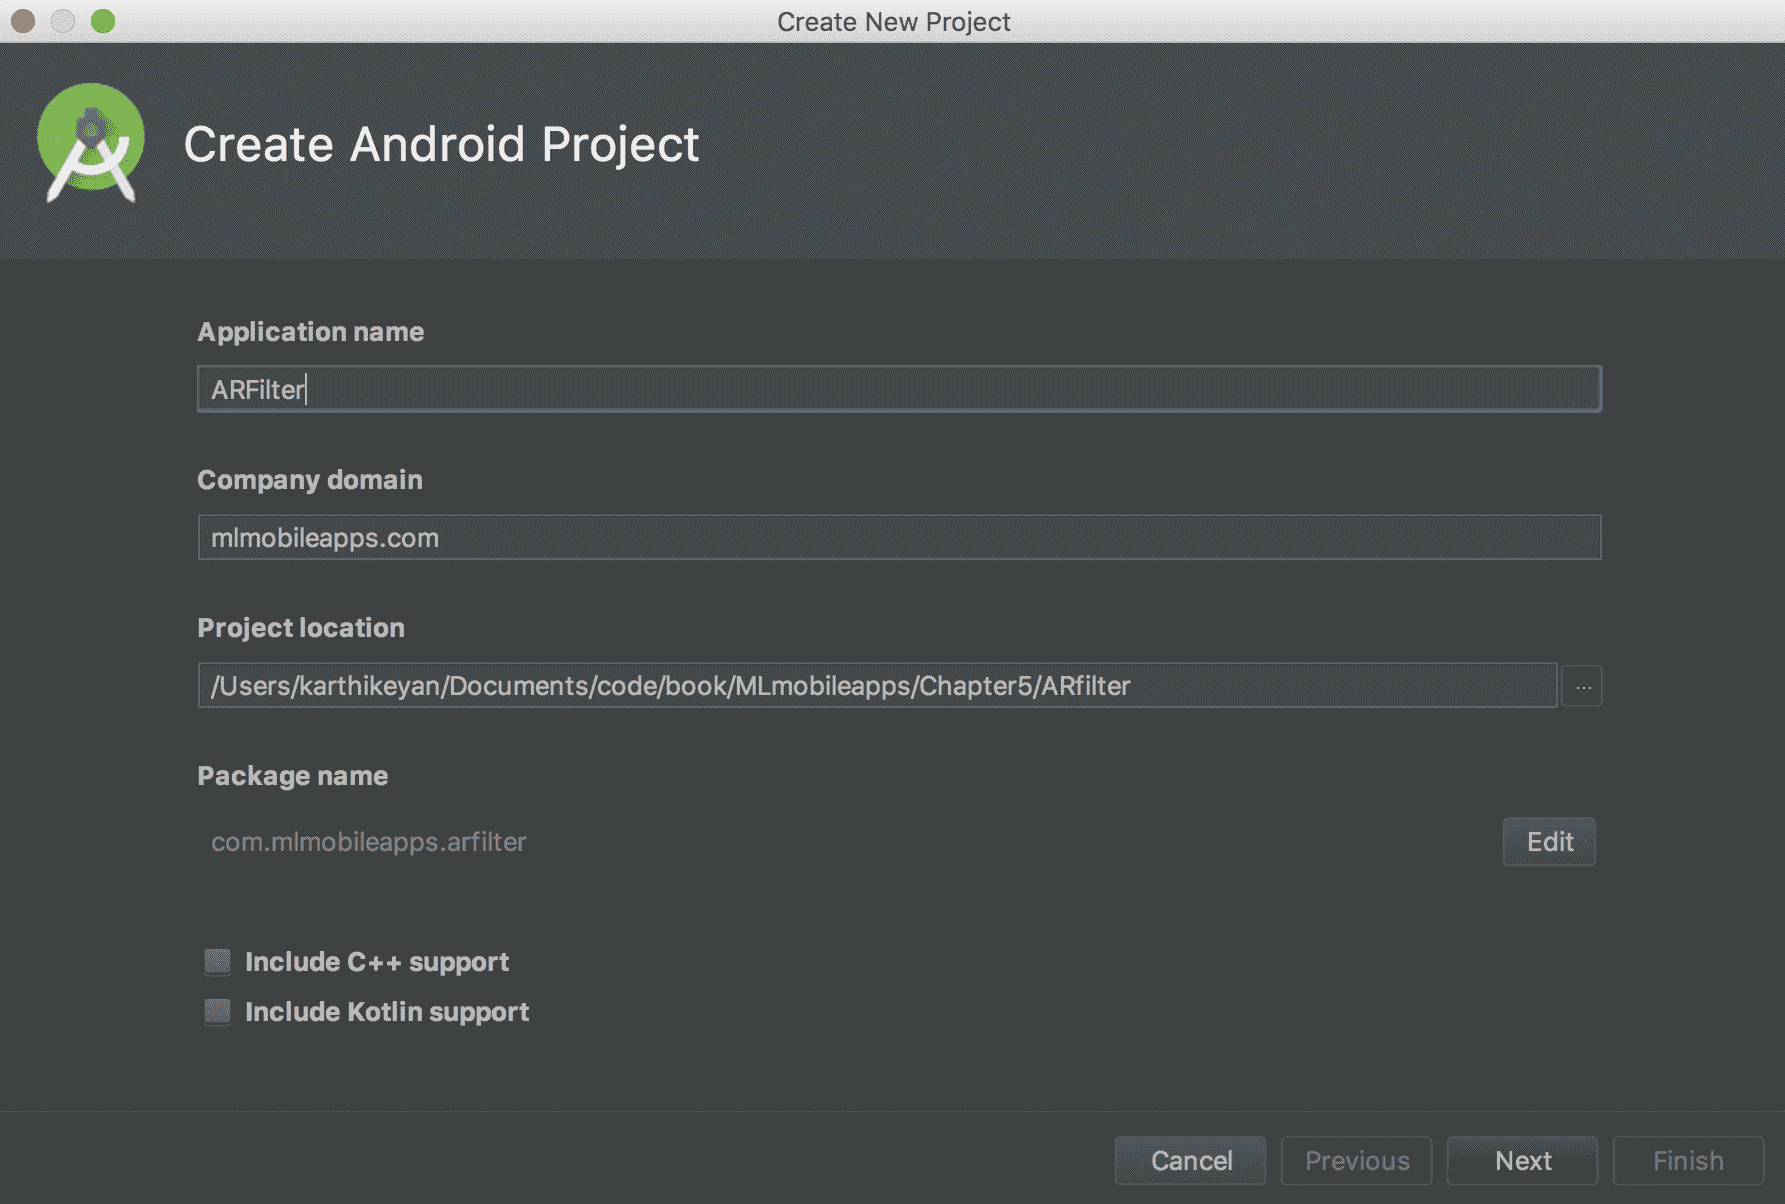 Create New Project
Create Android Project
Application name
ARFilter
Company domain
mlmobileapps.com
Project location
/Users/karthikeyan/Documents/code/book/MLmobileapps/Chapter5/ARfilter
...
Package name
com.mlmobileapps.arfilter
Edit
Include C++ support
Include Kotlin support
Cancel Previous Next Finish